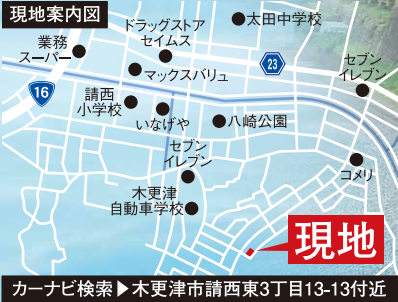 現地案内図
太田中学校
ドラッグストア
セイムス
業務
スーパー
23
セブン
イレブン
マックスバリュ
16
請西
小学校
いなげや
八崎公園
セブン
イレブン
コメリ
木更津
自動車学校
現地
カーナビ検索▶木更津市請西東3丁目13-13付近